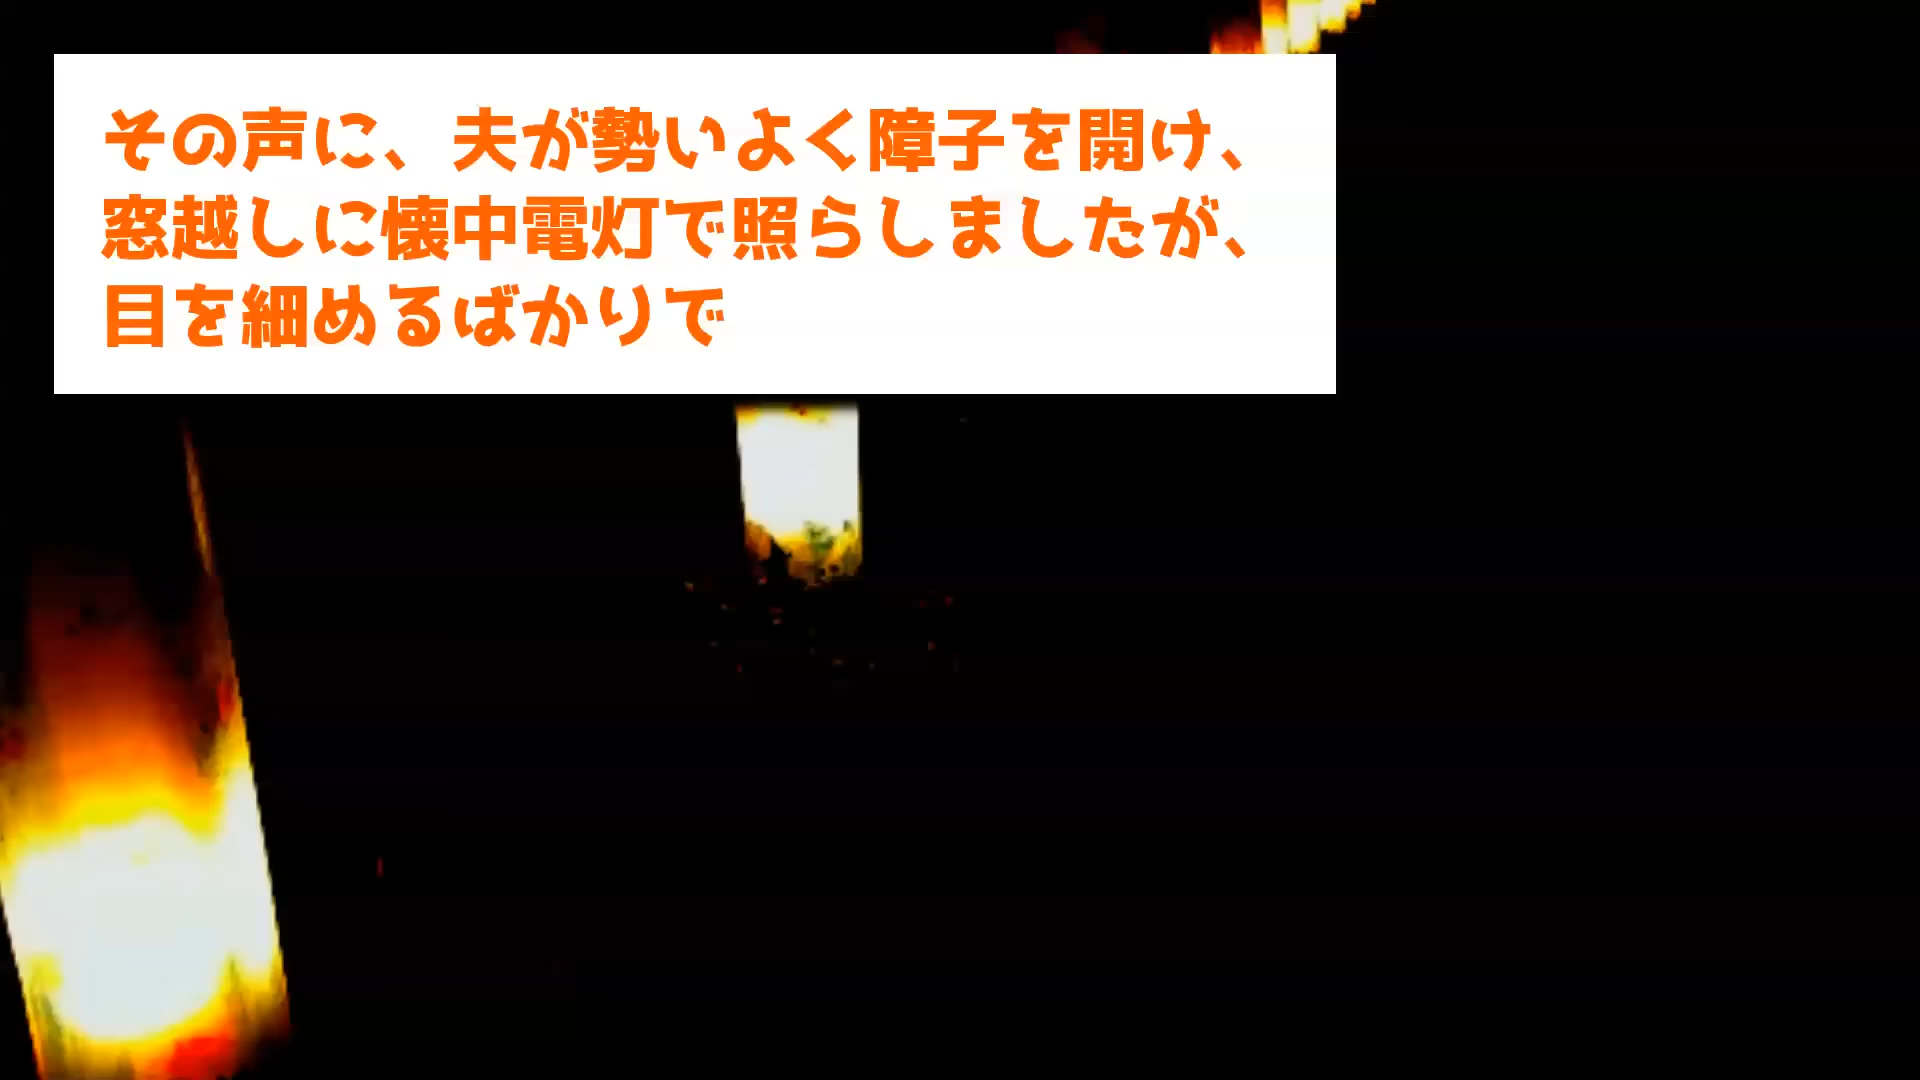 その声に、夫が勢いよく障子を開け、
窓越しに懐中電灯で照らしましたが、
目を細めるばかりで